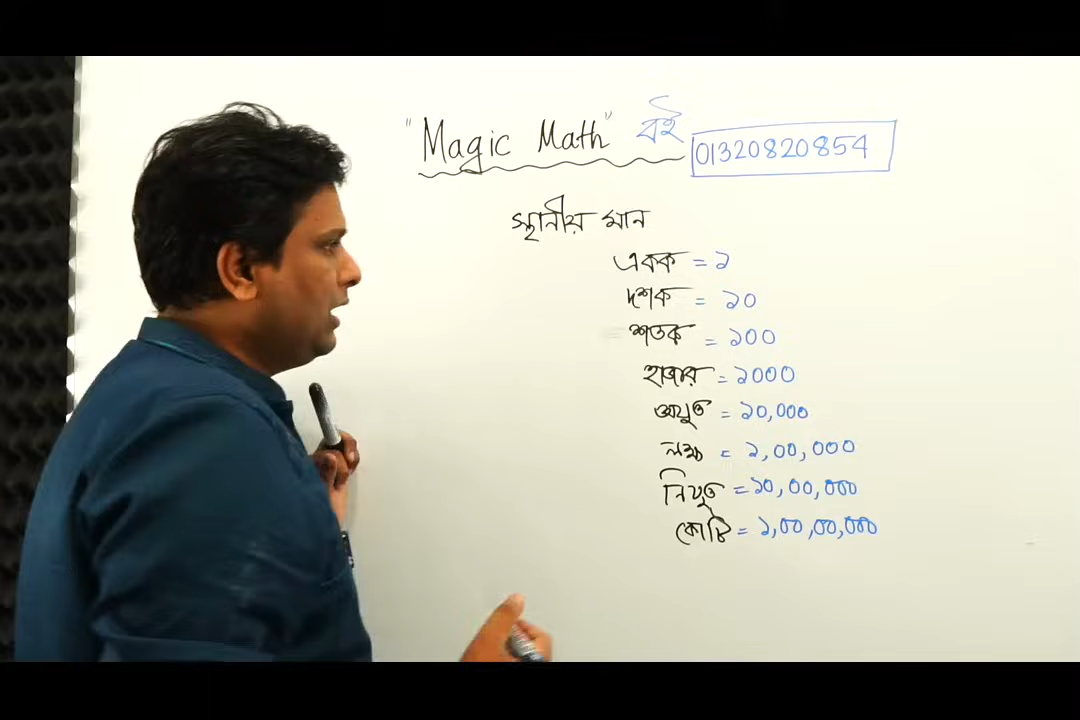 "Magic Math" বই 01320820854
স্থানীয় মান
একক = ১
দশক = ১০
শতক = ১০০
হাজার = ১০০০
অযুত = ১০,০০০
লক্ষ = ১,০০,০০০
নিযুত = ১০,০০,০০০
কোটি = ১,০০,০০,০০০